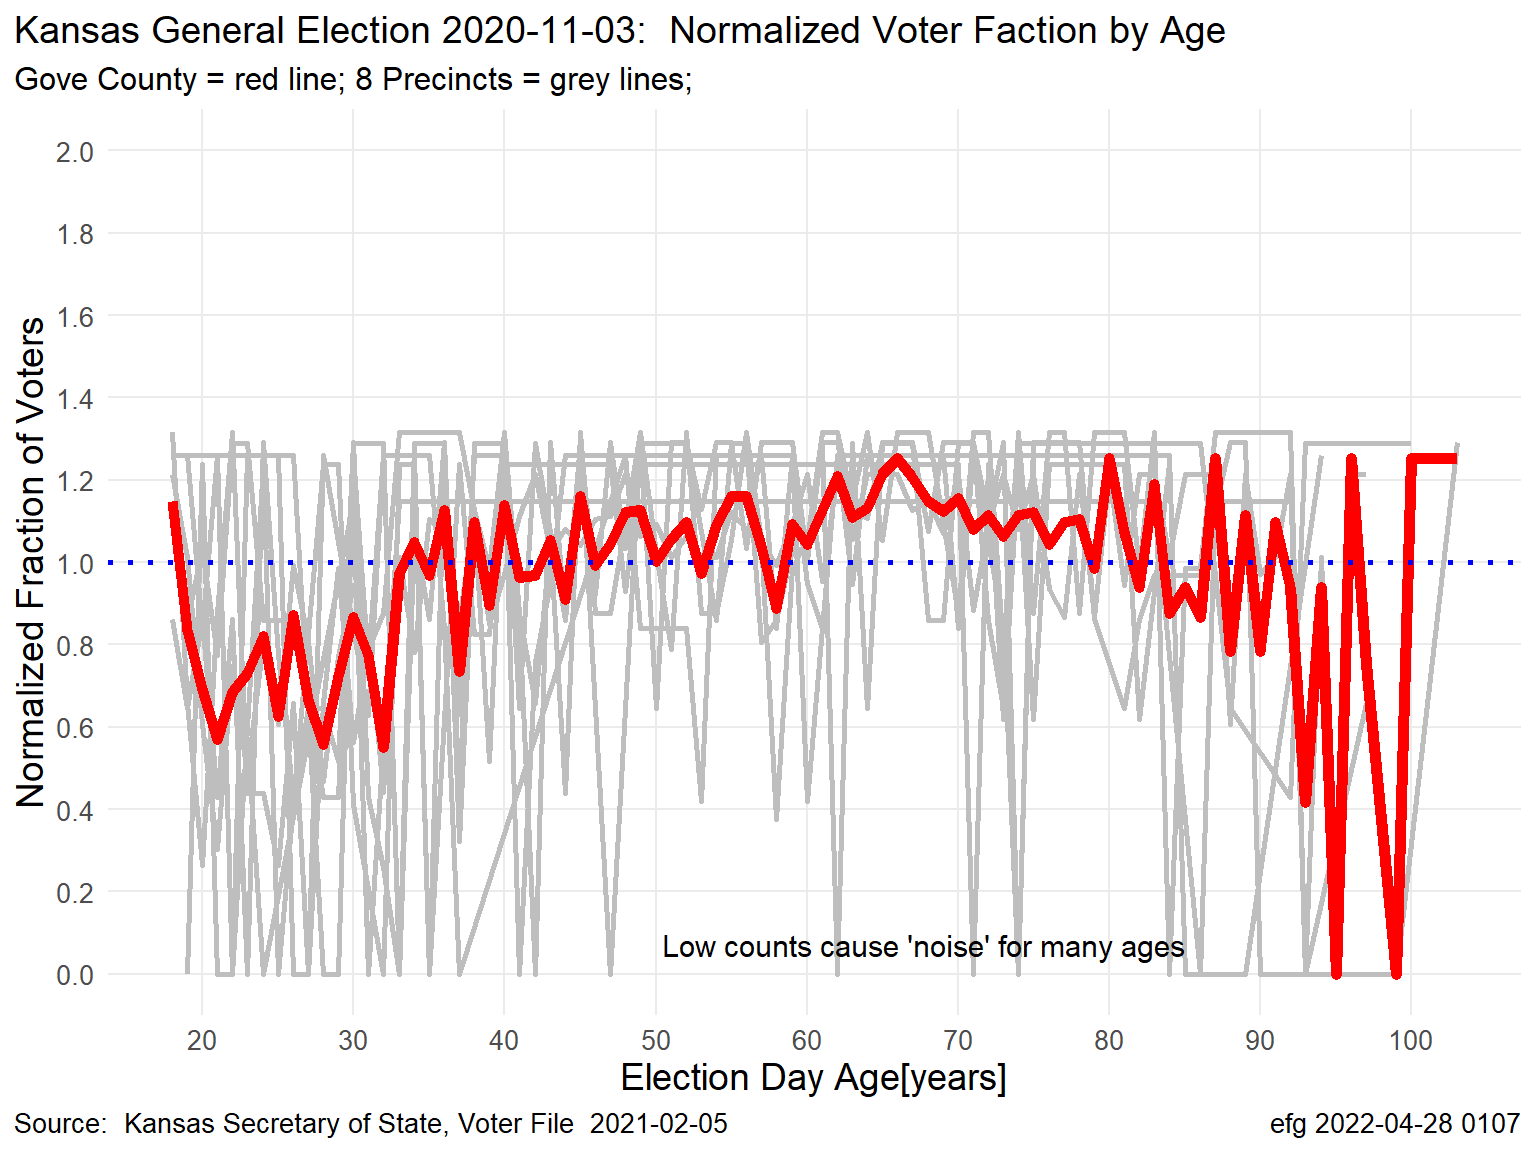 Kansas General Election 2020-11-03:  Normalized Voter Faction by Age
Gove County = red line; 8 Precincts = grey lines;
Normalized Fraction of Voters
2.0
1.8
1.6
1.4
1.2
1.0
0.8
0.6
0.4
0.2
0.0
Low counts cause 'noise' for many ages
20 30 40 50 60 70 80 90 100
Election Day Age[years]
Source:  Kansas Secretary of State, Voter File  2021-02-05
efg 2022-04-28 0107